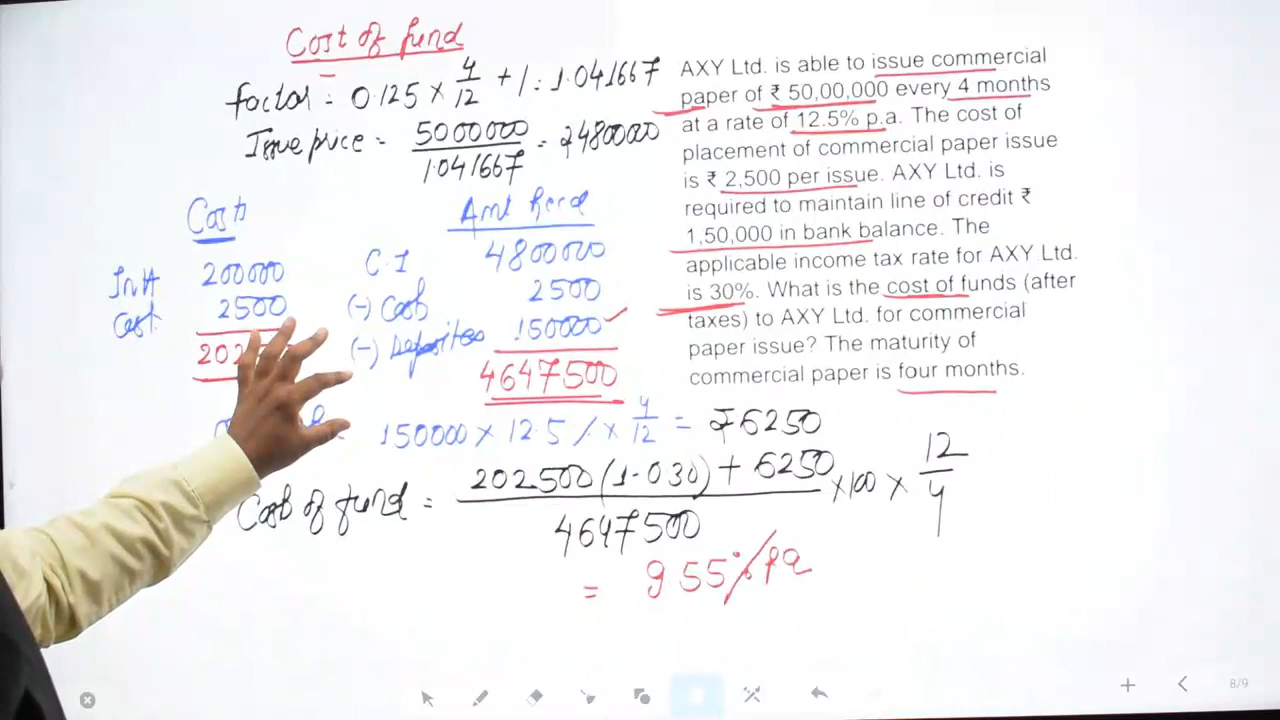 Cost of fund
factor = 0.125 × 4/12 + 1 = 1.041667
Issue price = 5000000/1.041667 = ₹4800000
Cost
Amt Recd
Int 200000
C.I 4800000
Cost 2500
(-) Cost 2500
(-) Deposites 150000
202
4647500
150000 × 12.5% × 4/12 = ₹6250
Cost of fund = 202500(1-0.30) + 6250/4647500 × 100 × 12/4
= 9.55% Pa
AXY Ltd. is able to issue commercial
paper of ₹ 50,00,000 every 4 months
at a rate of 12.5% p.a. The cost of
placement of commercial paper issue
is ₹ 2,500 per issue. AXY Ltd. is
required to maintain line of credit ₹
1,50,000 in bank balance. The
applicable income tax rate for AXY Ltd.
is 30%. What is the cost of funds (after
taxes) to AXY Ltd. for commercial
paper issue? The maturity of
commercial paper is four months.
8/9